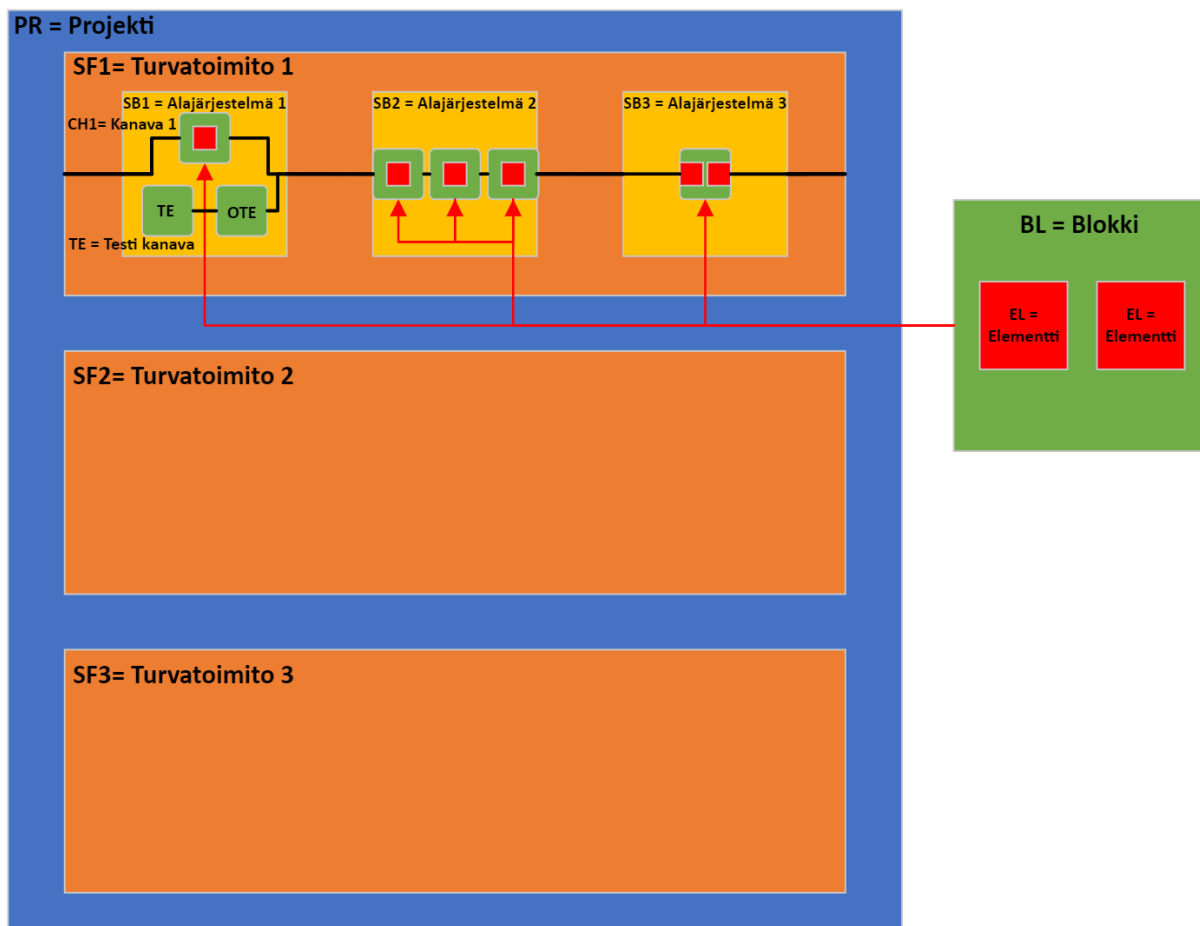 PR = Projekti
SF1= Turvatoimito 1
SB1 = Alajärjestelmä 1
SB2 = Alajärjestelmä 2
SB3 = Alajärjestelmä 3
CH1= Kanava 1
TE
OTE
TE = Testi kanava
BL = Blokki
EL =
Elementti
EL =
Elementti
SF2= Turvatoimito 2
SF3= Turvatoimito 3